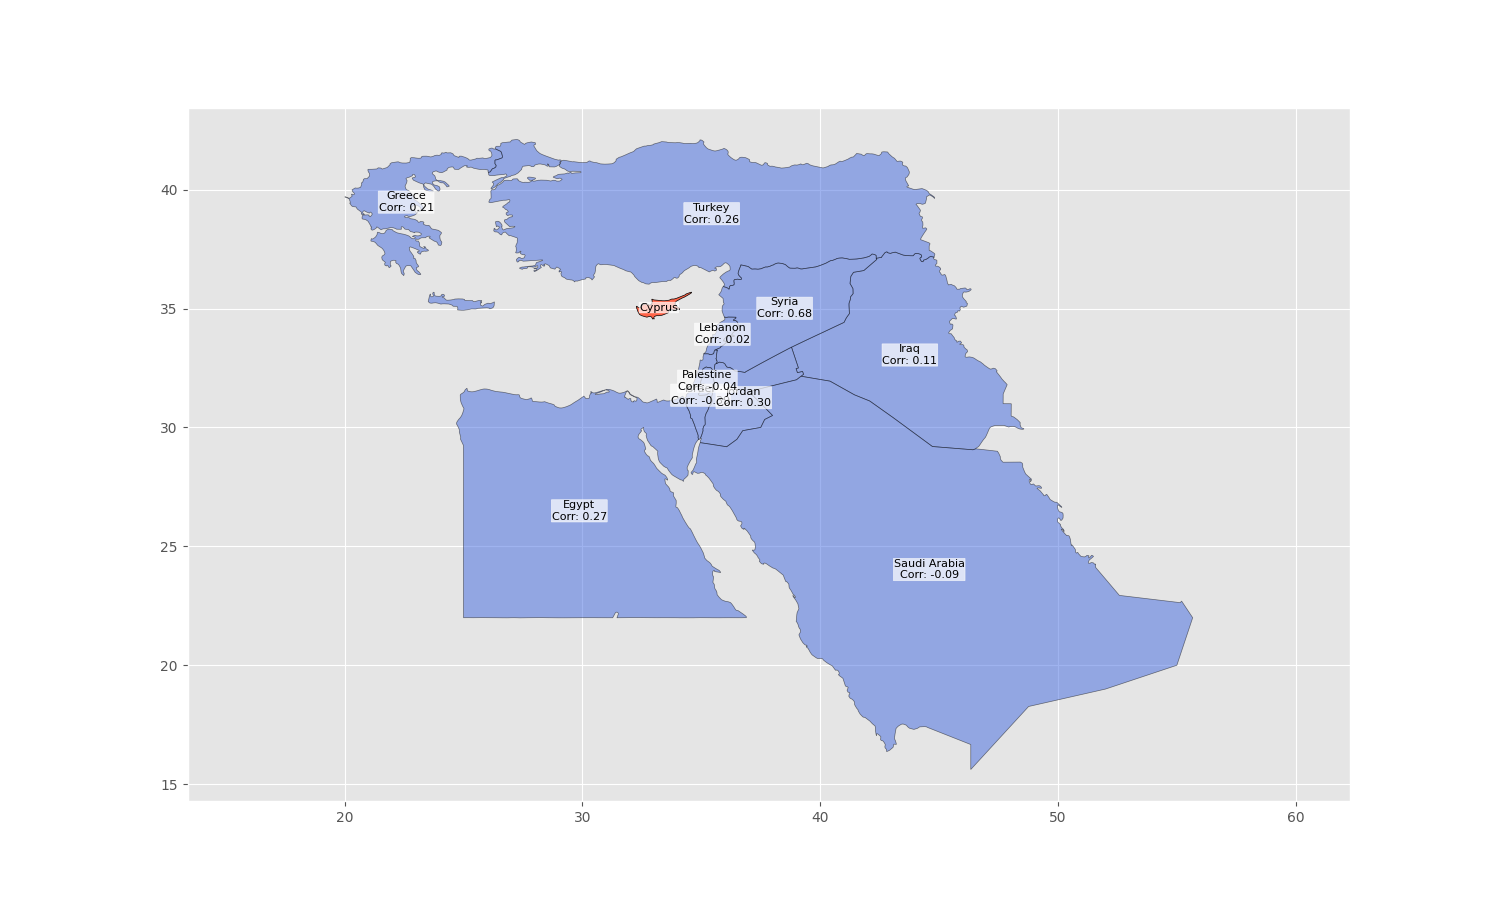 40
35
30
25
20
15
Greece
Corr: 0.21
Turkey
Corr: 0.26
Cyprus
Syria
Corr: 0.68
Lebanon
Corr: 0.02
Iraq
Corr: 0.11
Palestine
Corr: -0.04
Corr: -0.
Jordan
Corr: 0.30
Egypt
Corr: 0.27
Saudi Arabia
Corr: -0.09
20
30
40
50
60